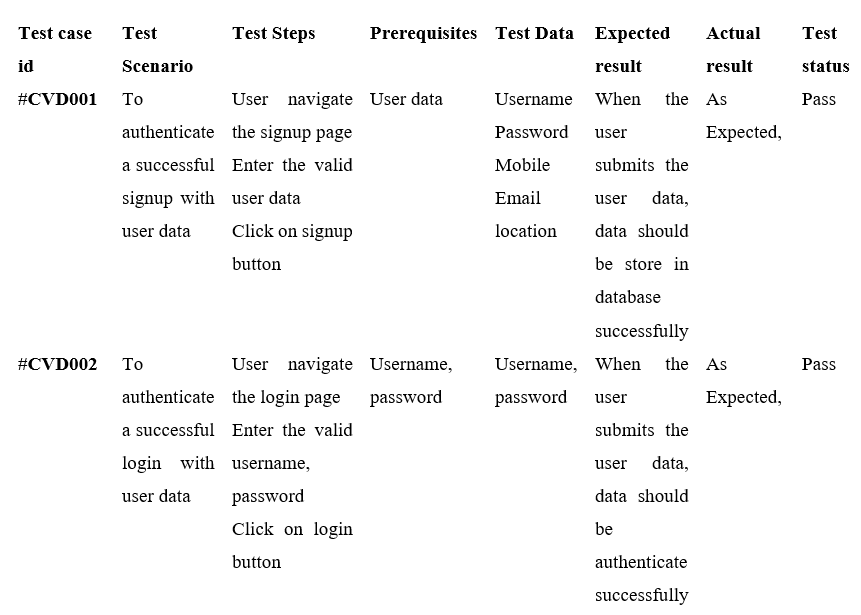 Test case Test Test Steps Prerequisites Test Data Expected Actual Test
id Scenario result result status
#CVD001 To User navigate User data Username When the As Pass
authenticate the signup page Password user Expected,
a successful Enter the valid Mobile submits the
signup with user data Email user data,
user data Click on signup location data should
button be store in
database
successfully
#CVD002 To User navigate Username, Username, When the As Pass
authenticate the login page password password user Expected,
a successful Enter the valid submits the
login with username, user data,
user data password data should
Click on login be
button authenticate
successfully